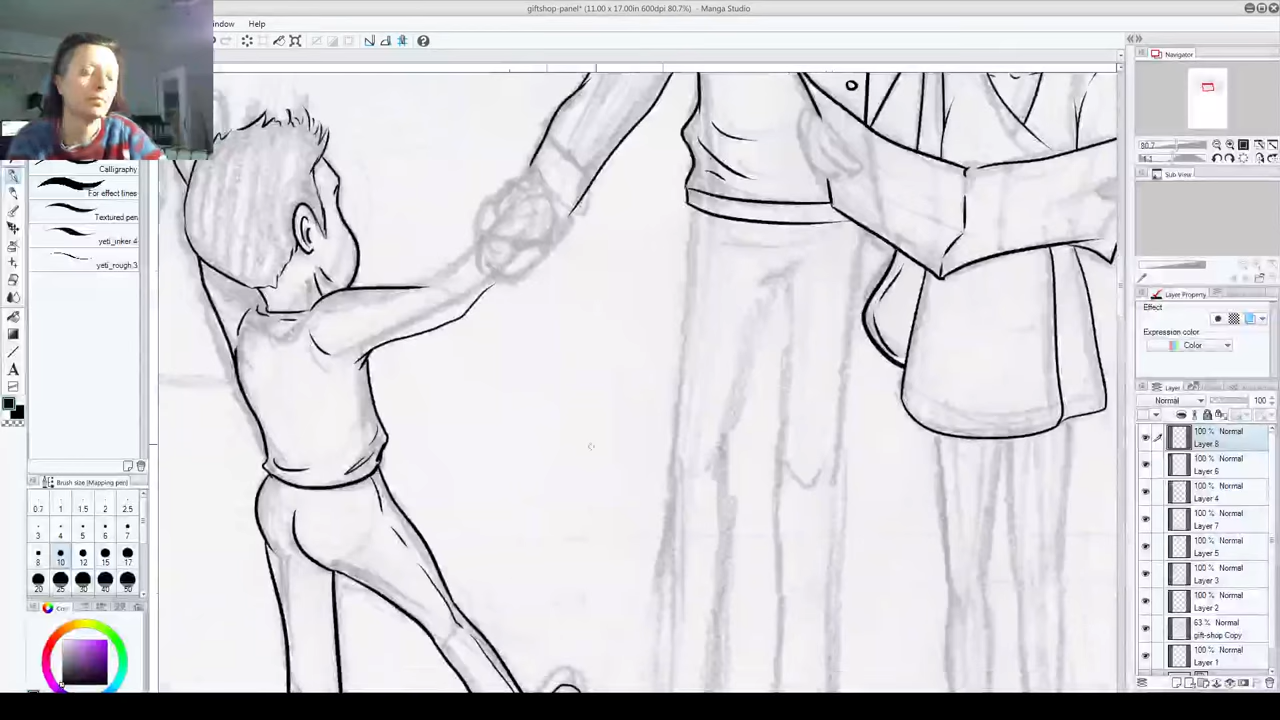 giftshop-panel* (11.00 x 17.00in 600dpi 80.7%) - Manga Studio
indow Help
Navigator
80.7
Sub View
Calligraphy
For effect lines
Textured pen
yeti_inker 4
yeti_rough 3
Layer Property
Effect
Expression color
Color
Layer
Normal 100
100 % Normal
Layer 8
100 % Normal
Layer 6
100 % Normal
Layer 4
100 % Normal
Layer 7
100 % Normal
Layer 5
100 % Normal
Layer 3
100 % Normal
Layer 2
63 % Normal
gift-shop Copy
100 % Normal
Layer 1
Brush size (Mapping pen)
0.7 1 1.5 2 2.5
3 4 5 6 7
8 10 12 15 17
20 25 30 40 50